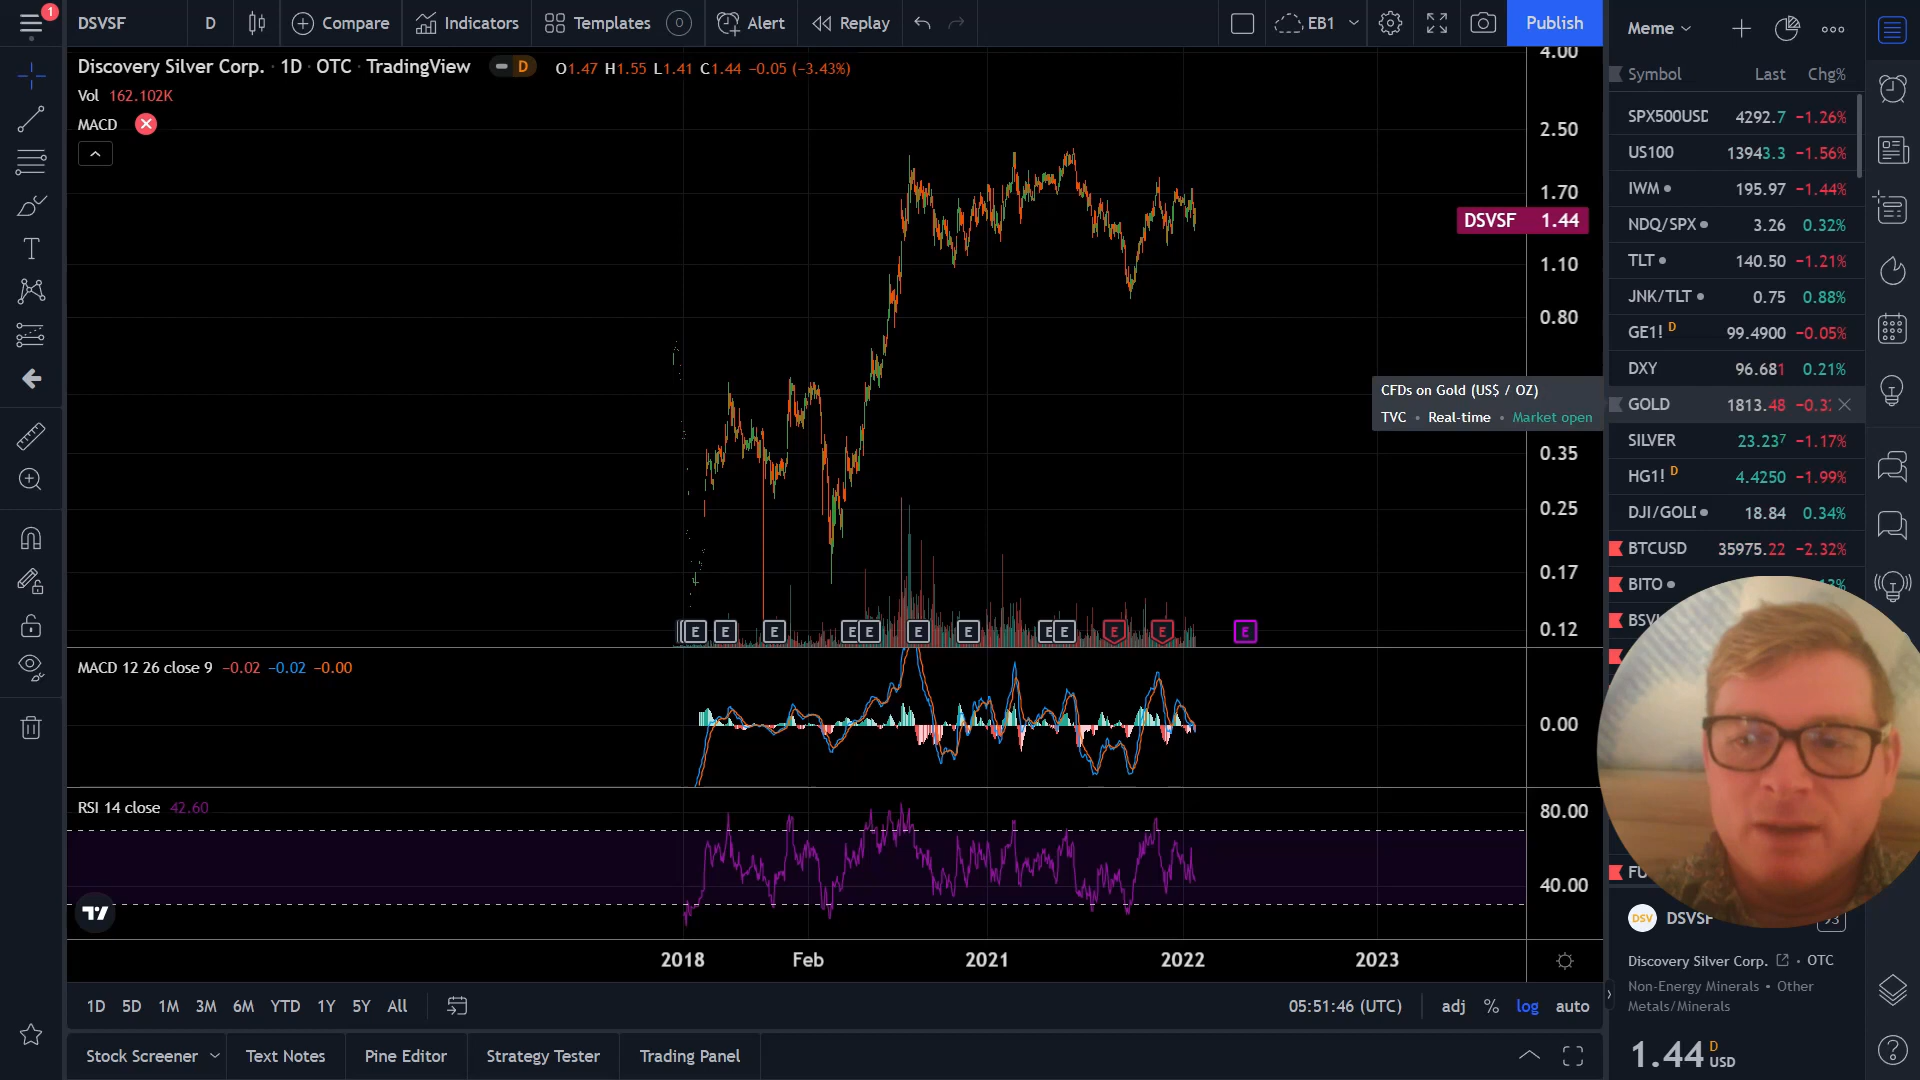 1
DSVSF
D
Compare
Indicators
Templates
Alert
Replay
EB1
Publish
Meme
Discovery Silver Corp. · 1D · OTC · TradingView
D
O1.47 H1.55 L1.41 C1.44 −0.05 (−3.43%)
Vol 162.102K
MACD
4.00
2.50
1.70
DSVSF 1.44
1.10
0.80
0.35
0.25
0.17
0.12
CFDs on Gold (US$ / OZ)
TVC • Real-time • Market open
E E E E E E E E E E E E
MACD 12 26 close 9 −0.02 −0.02 −0.00
0.00
RSI 14 close 42.60
80.00
40.00
2018 Feb 2021 2022 2023
1D 5D 1M 3M 6M YTD 1Y 5Y All
05:51:46 (UTC) adj % log auto
Stock Screener Text Notes Pine Editor Strategy Tester Trading Panel
Symbol Last Chg%
SPX500USD 4292.7 −1.26%
US100 13943.3 −1.56%
IWM 195.97 −1.44%
NDQ/SPX 3.26 0.32%
TLT 140.50 −1.21%
JNK/TLT 0.75 0.88%
GE1! D 99.4900 −0.05%
DXY 96.681 0.21%
GOLD 1813.48
SILVER 23.237 −1.17%
HG1! D 4.4250 −1.99%
DJI/GOLD 18.84 0.34%
BTCUSD 35975.22 −2.32%
BITO
DSV DSVSF
Discovery Silver Corp. • OTC
Non-Energy Minerals • Other
Metals/Minerals
1.44 D USD